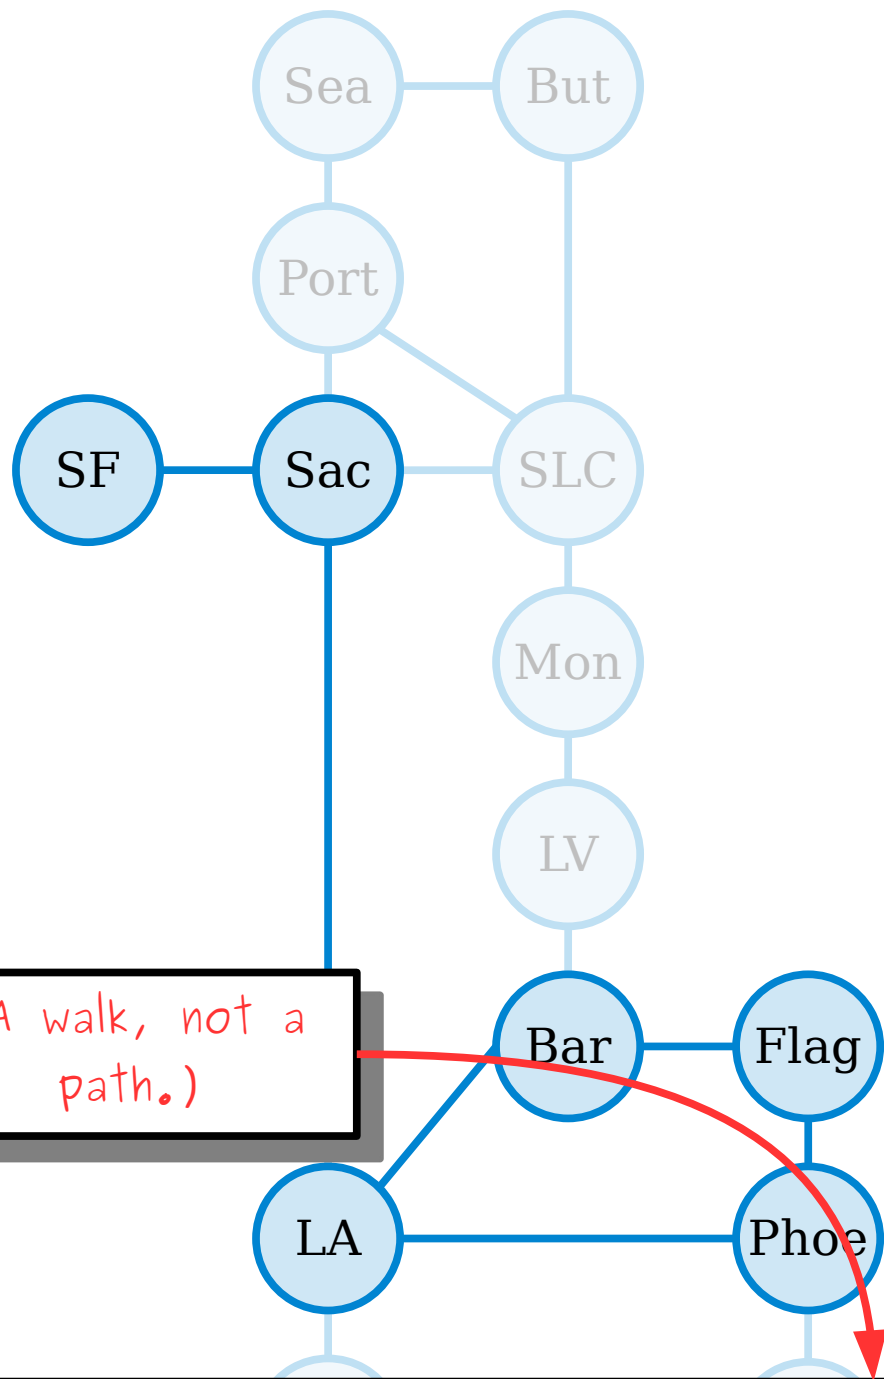 Sea But
Port
SF Sac SLC
Mon
LV
A walk, not a
path.)
Bar Flag
LA Phoe